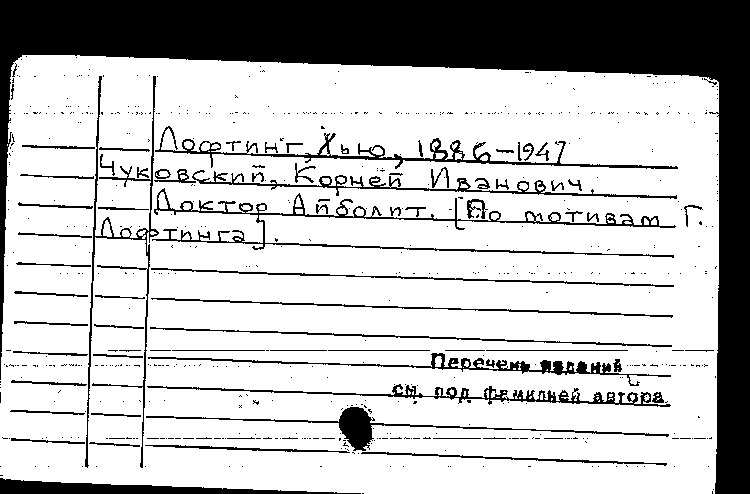 Лофтинг, Хью, 1886-1947
Чуковский, Корней Иванович.
Доктор Айболит. [По мотивам Г.
Лофтинга].
Перечень изданий
см. под фамилией автора